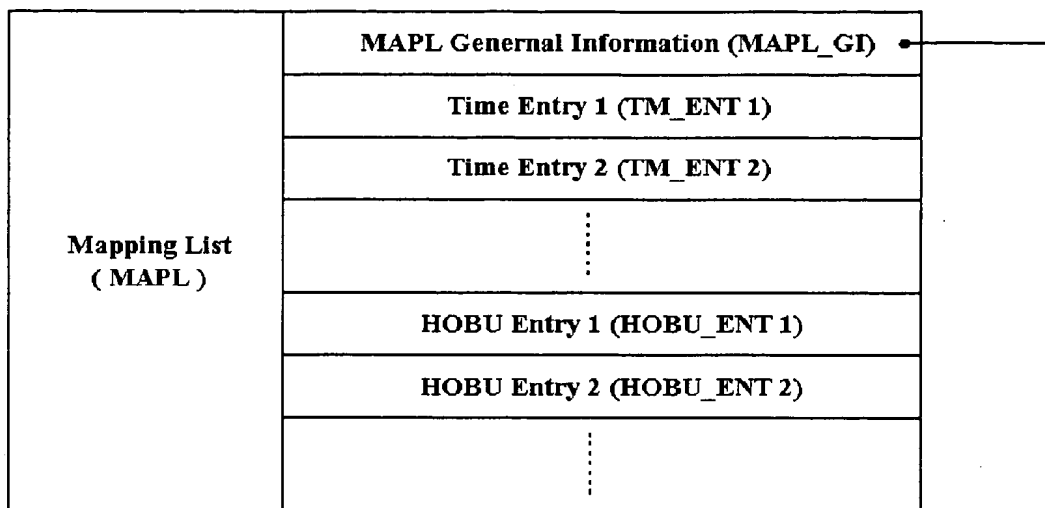 MAPL Genernal Information (MAPL_GI)
Time Entry 1 (TM_ENT 1)
Time Entry 2 (TM_ENT 2)
Mapping List
( MAPL )
HOBU Entry 1 (HOBU_ENT 1)
HOBU Entry 2 (HOBU_ENT 2)